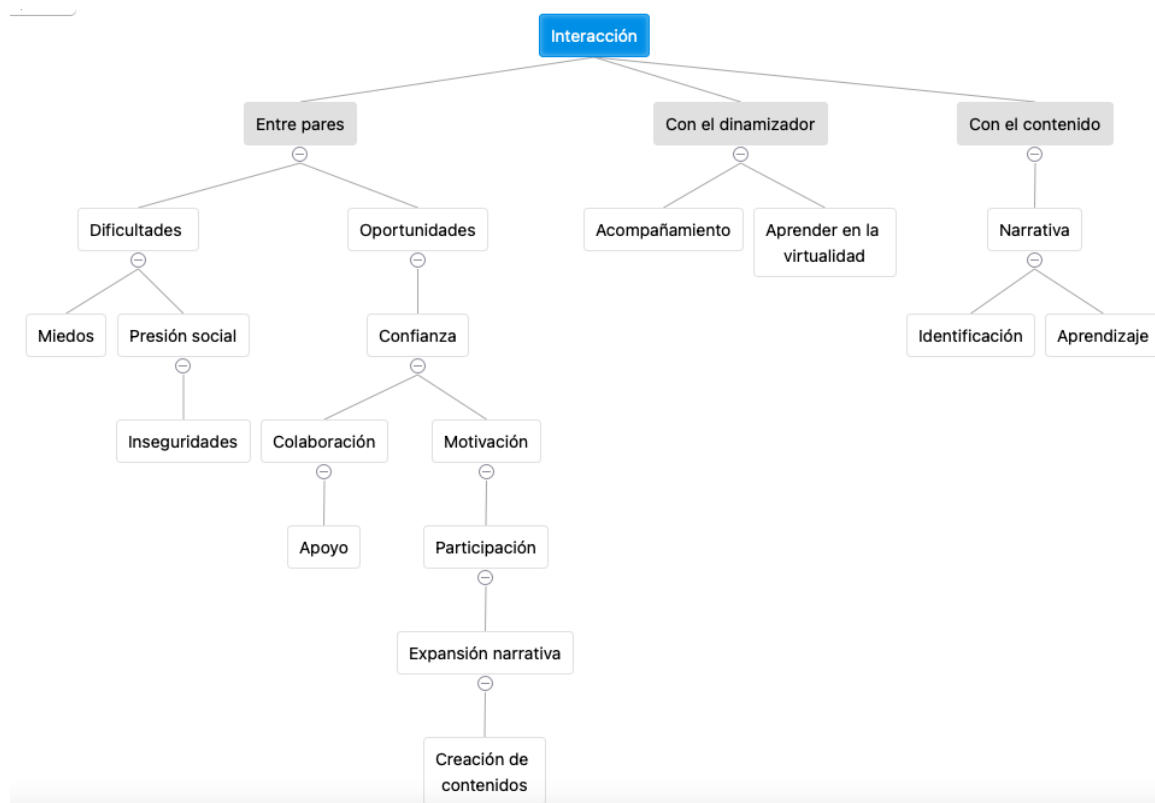 Interacción
Entre pares
Con el dinamizador
Con el contenido
Dificultades
Oportunidades
Acompañamiento
Aprender en la
virtualidad
Narrativa
Miedos
Presión social
Confianza
Identificación
Aprendizaje
Inseguridades
Colaboración
Motivación
Apoyo
Participación
Expansión narrativa
Creación de
contenidos